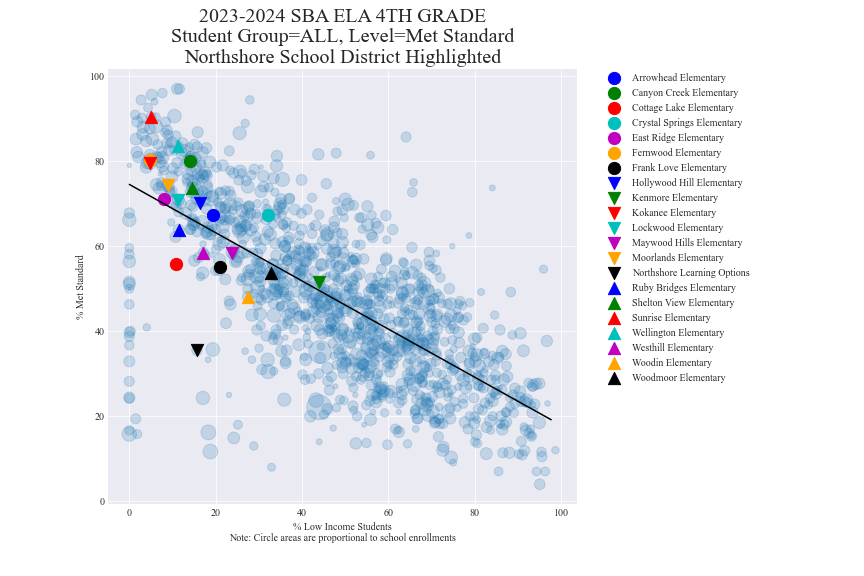 2023-2024 SBA ELA 4TH GRADE
Student Group=ALL, Level=Met Standard
Northshore School District Highlighted
100
80
60
40
20
0
% Met Standard
0 20 40 60 80 100
% Low Income Students
Note: Circle areas are proportional to school enrollments
Arrowhead Elementary
Canyon Creek Elementary
Cottage Lake Elementary
Crystal Springs Elementary
East Ridge Elementary
Fernwood Elementary
Frank Love Elementary
Hollywood Hill Elementary
Kenmore Elementary
Kokanee Elementary
Lockwood Elementary
Maywood Hills Elementary
Moorlands Elementary
Northshore Learning Options
Ruby Bridges Elementary
Shelton View Elementary
Sunrise Elementary
Wellington Elementary
Westhill Elementary
Woodin Elementary
Woodmoor Elementary